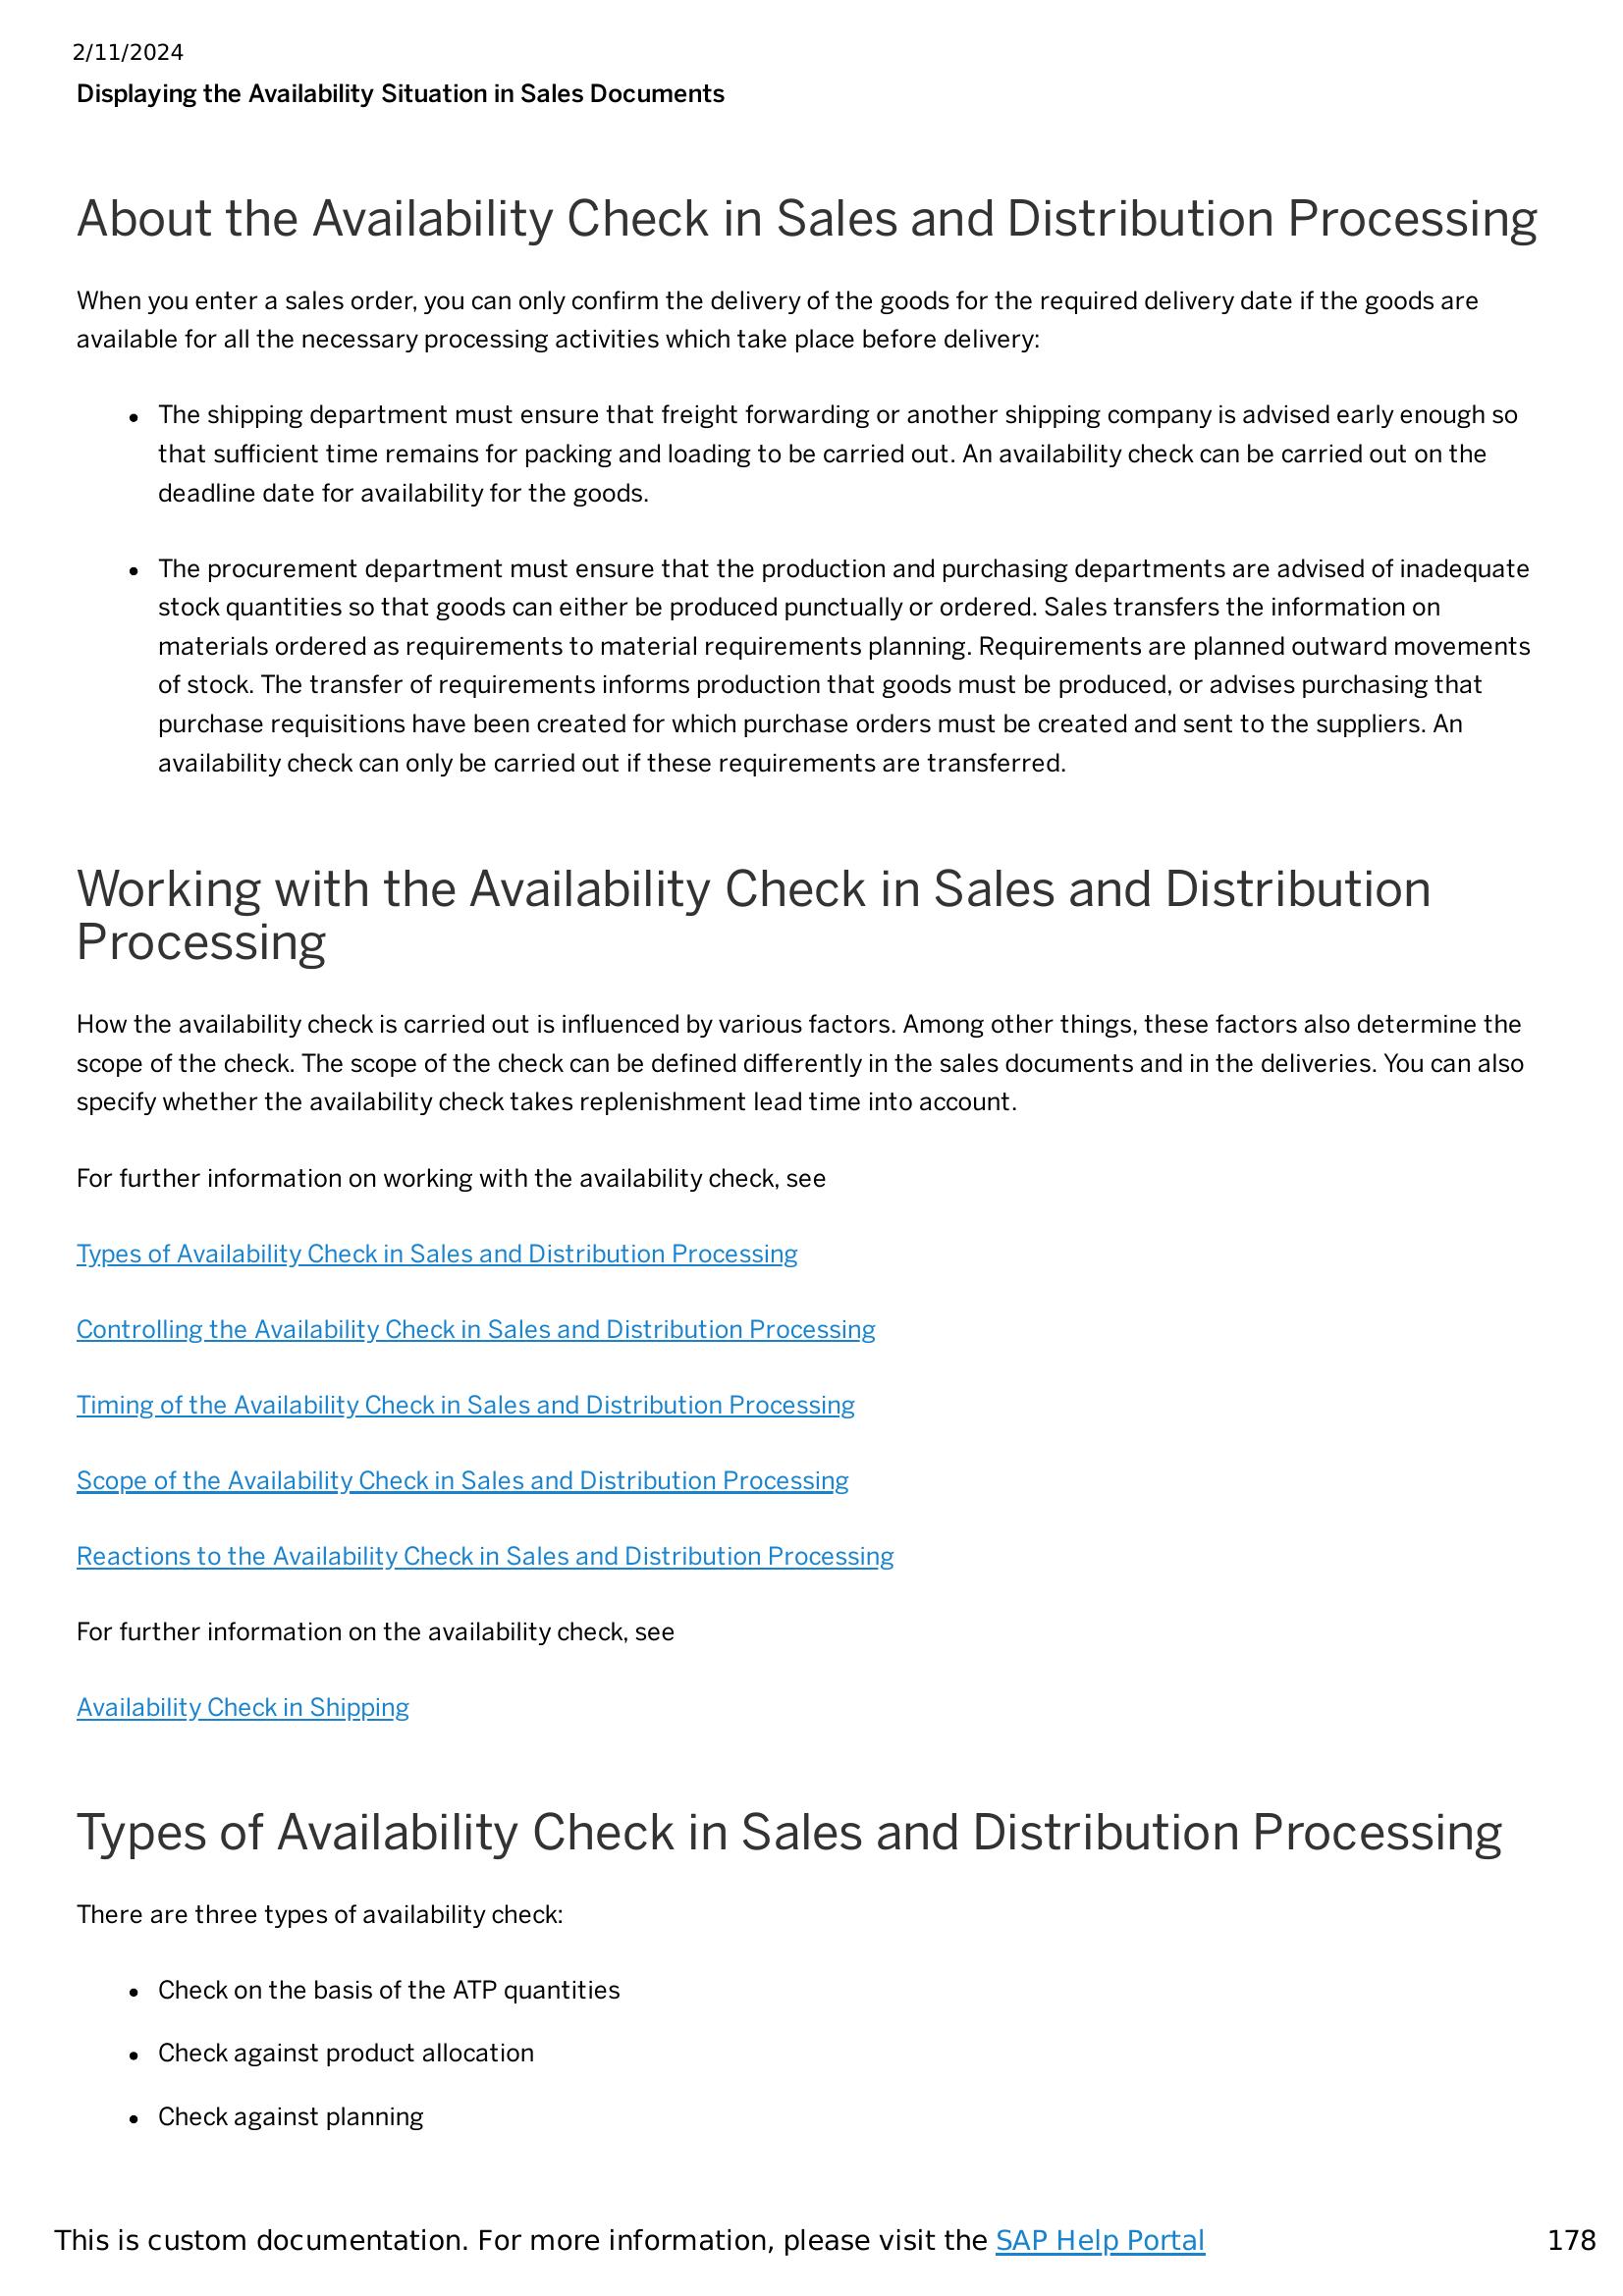 2/11/2024
Displaying the Availability Situation in Sales Documents
About the Availability Check in Sales and Distribution Processing
When you enter a sales order, you can only confirm the delivery of the goods for the required delivery date if the goods are
available for all the necessary processing activities which take place before delivery:
• The shipping department must ensure that freight forwarding or another shipping company is advised early enough so
that sufficient time remains for packing and loading to be carried out. An availability check can be carried out on the
deadline date for availability for the goods.
• The procurement department must ensure that the production and purchasing departments are advised of inadequate
stock quantities so that goods can either be produced punctually or ordered. Sales transfers the information on
materials ordered as requirements to material requirements planning. Requirements are planned outward movements
of stock. The transfer of requirements informs production that goods must be produced, or advises purchasing that
purchase requisitions have been created for which purchase orders must be created and sent to the suppliers. An
availability check can only be carried out if these requirements are transferred.
Working with the Availability Check in Sales and Distribution
Processing
How the availability check is carried out is influenced by various factors. Among other things, these factors also determine the
scope of the check. The scope of the check can be defined differently in the sales documents and in the deliveries. You can also
specify whether the availability check takes replenishment lead time into account.
For further information on working with the availability check, see
Types of Availability Check in Sales and Distribution Processing
Controlling the Availability Check in Sales and Distribution Processing
Timing of the Availability Check in Sales and Distribution Processing
Scope of the Availability Check in Sales and Distribution Processing
Reactions to the Availability Check in Sales and Distribution Processing
For further information on the availability check, see
Availability Check in Shipping
Types of Availability Check in Sales and Distribution Processing
There are three types of availability check:
• Check on the basis of the ATP quantities
• Check against product allocation
• Check against planning
This is custom documentation. For more information, please visit the SAP Help Portal 178